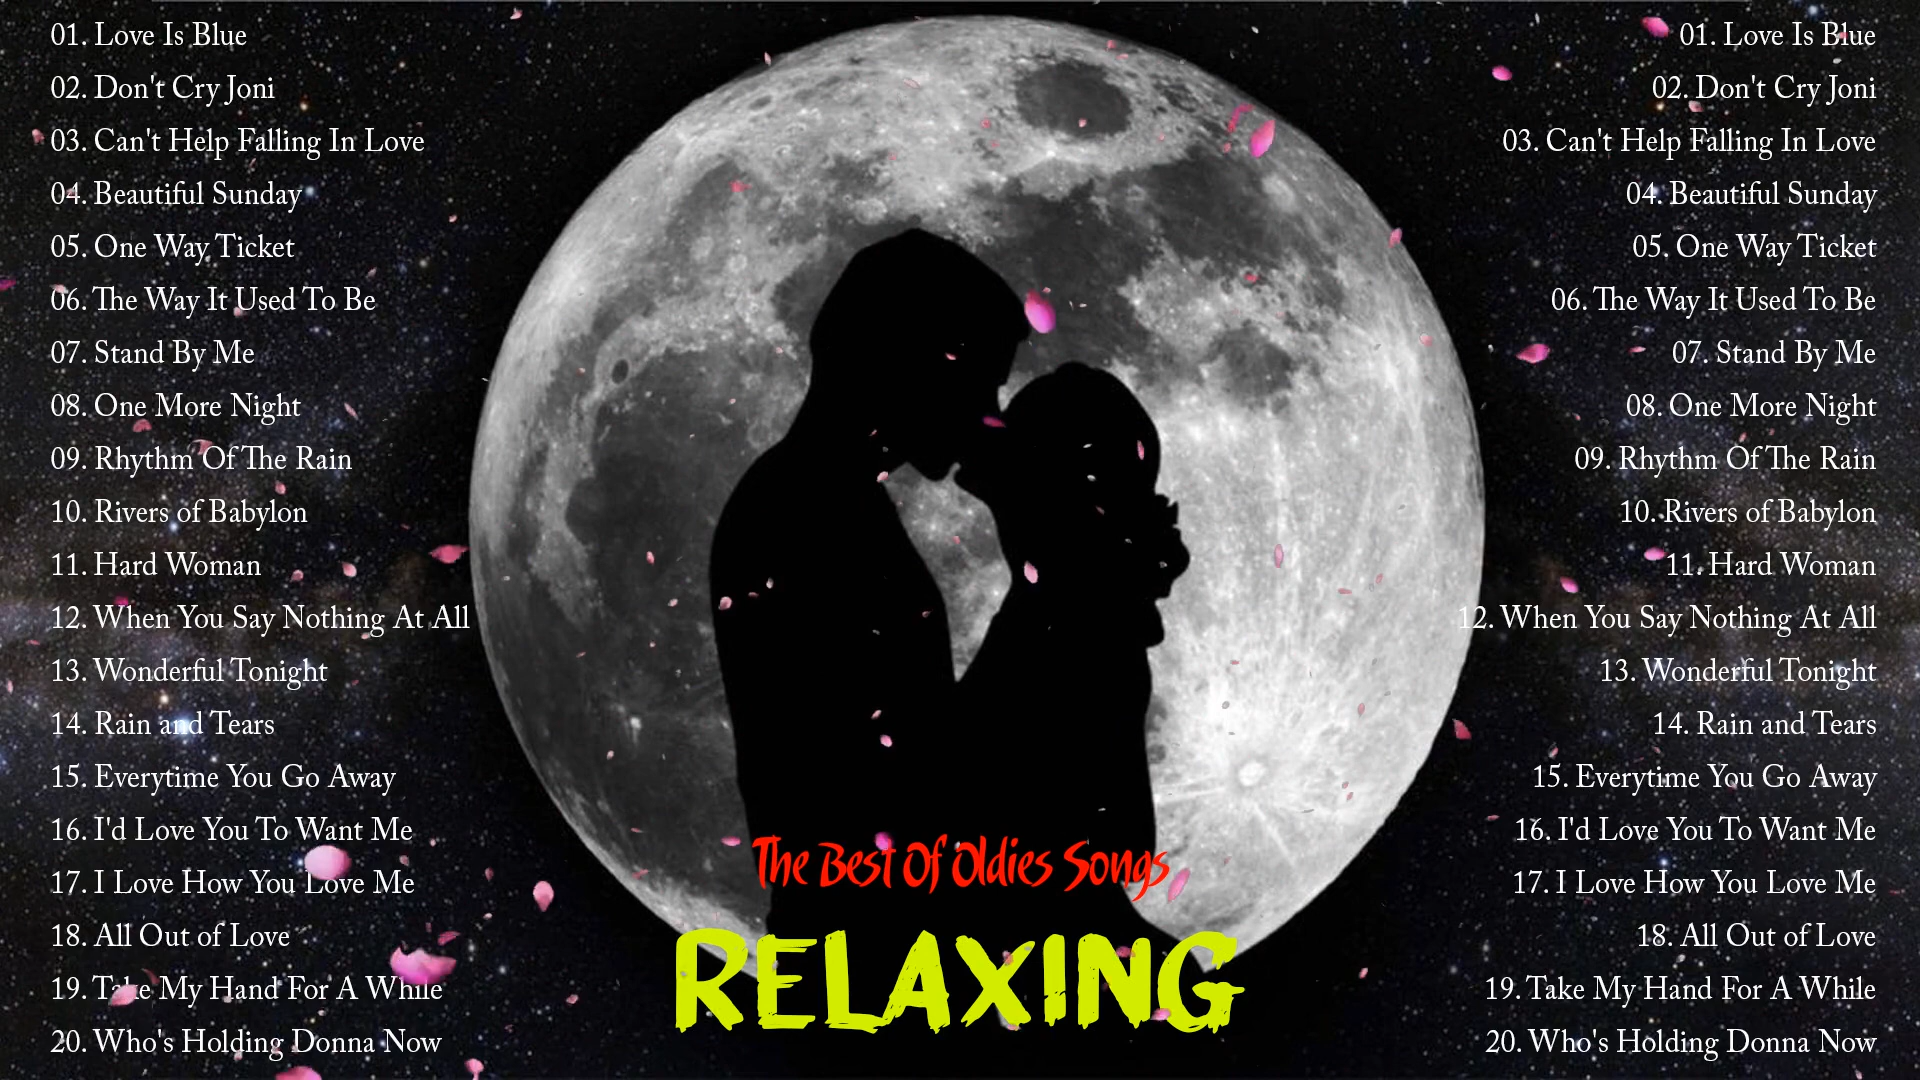 01. Love Is Blue
02. Don't Cry Joni
03. Can't Help Falling In Love
04. Beautiful Sunday
05. One Way Ticket
06. The Way It Used To Be
07. Stand By Me
08. One More Night
09. Rhythm Of The Rain
10. Rivers of Babylon
11. Hard Woman
12. When You Say Nothing At All
13. Wonderful Tonight
14. Rain and Tears
15. Everytime You Go Away
16. I'd Love You To Want Me
17. I Love How You Love Me
18. All Out of Love
19. Take My Hand For A While
20. Who's Holding Donna Now
The Best Of Oldies Songs
RELAXING
01. Love Is Blue
02. Don't Cry Joni
03. Can't Help Falling In Love
04. Beautiful Sunday
05. One Way Ticket
06. The Way It Used To Be
07. Stand By Me
08. One More Night
09. Rhythm Of The Rain
10. Rivers of Babylon
11. Hard Woman
12. When You Say Nothing At All
13. Wonderful Tonight
14. Rain and Tears
15. Everytime You Go Away
16. I'd Love You To Want Me
17. I Love How You Love Me
18. All Out of Love
19. Take My Hand For A While
20. Who's Holding Donna Now